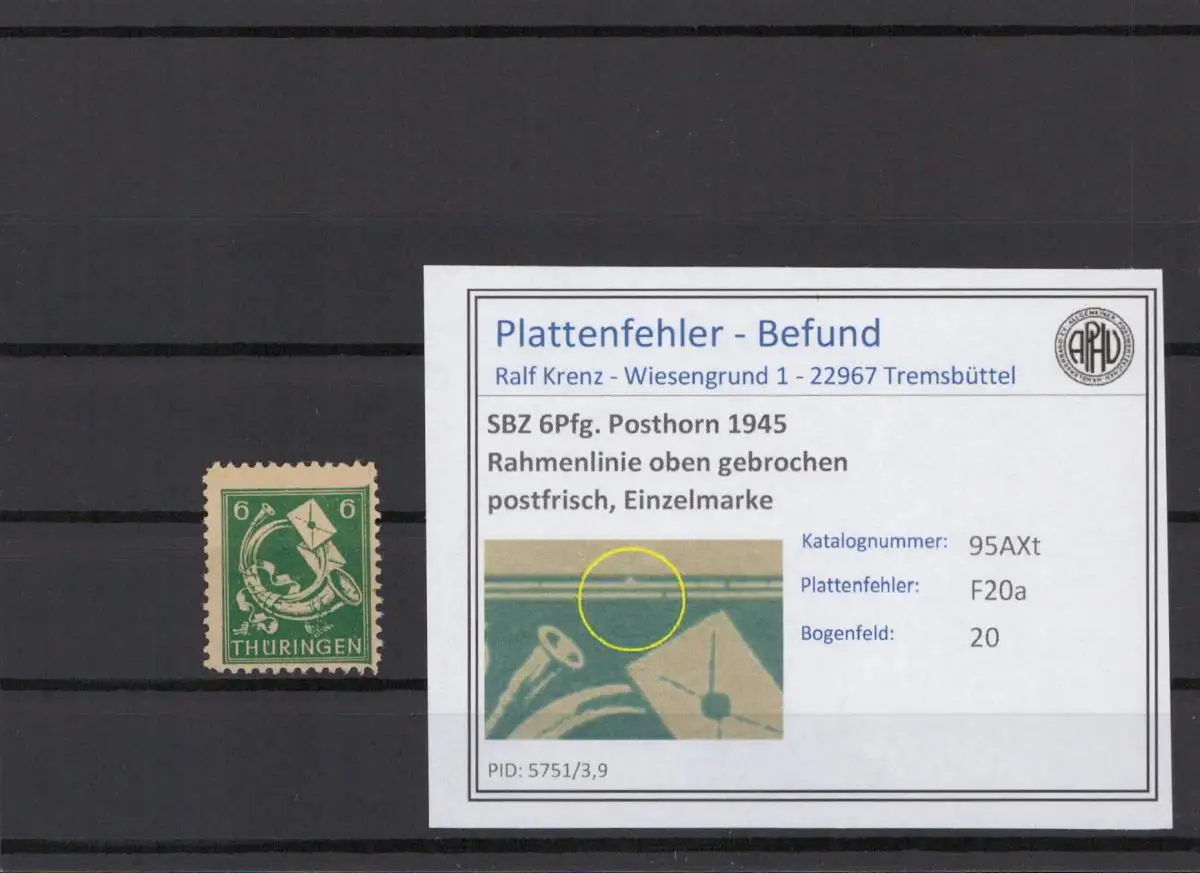 6 6
THÜRINGEN
Plattenfehler - Befund
Ralf Krenz - Wiesengrund 1 - 22967 Tremsbüttel
APHV
SBZ 6Pfg. Posthorn 1945
Rahmenlinie oben gebrochen
postfrisch, Einzelmarke
Katalognummer: 95AXt
Plattenfehler: F20a
Bogenfeld: 20
PID: 5751/3,9